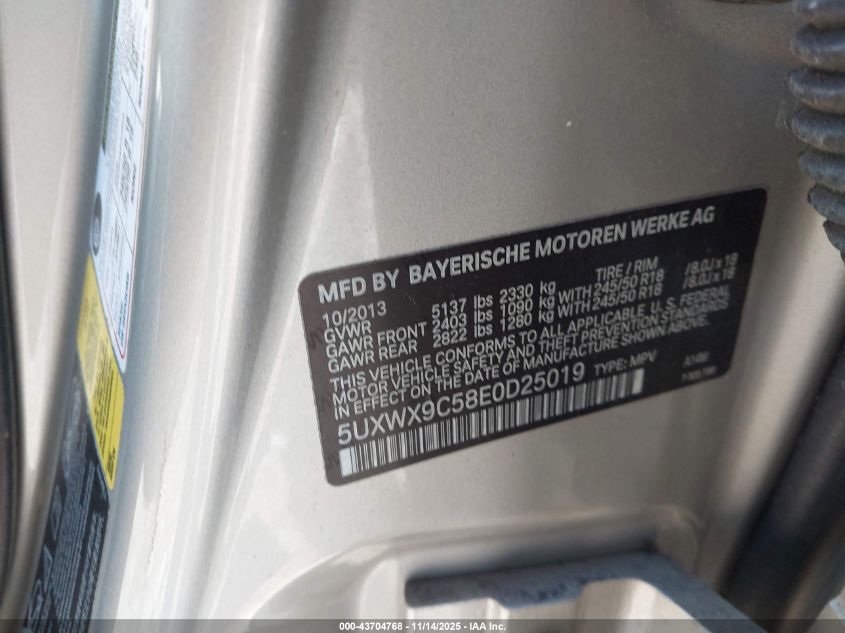 MFD BY BAYERISCHE MOTOREN WERKE AG
10/2013 TIRE / RIM
GVWR 5137 lbs 2330 kg
GAWR FRONT 2403 lbs 1090 kg WITH 245/50 R18 /8.0J x 18
GAWR REAR 2822 lbs 1280 kg WITH 245/50 R18 /8.0J x 18
THIS VEHICLE CONFORMS TO ALL APPLICABLE U.S. FEDERAL
MOTOR VEHICLE SAFETY AND THEFT PREVENTION STANDARDS
IN EFFECT ON THE DATE OF MANUFACTURE SHOWN ABOVE.
5UXWX9C58E0D25019 TYPE: MPV
000-43704768 - 11/14/2025 - IAA Inc.